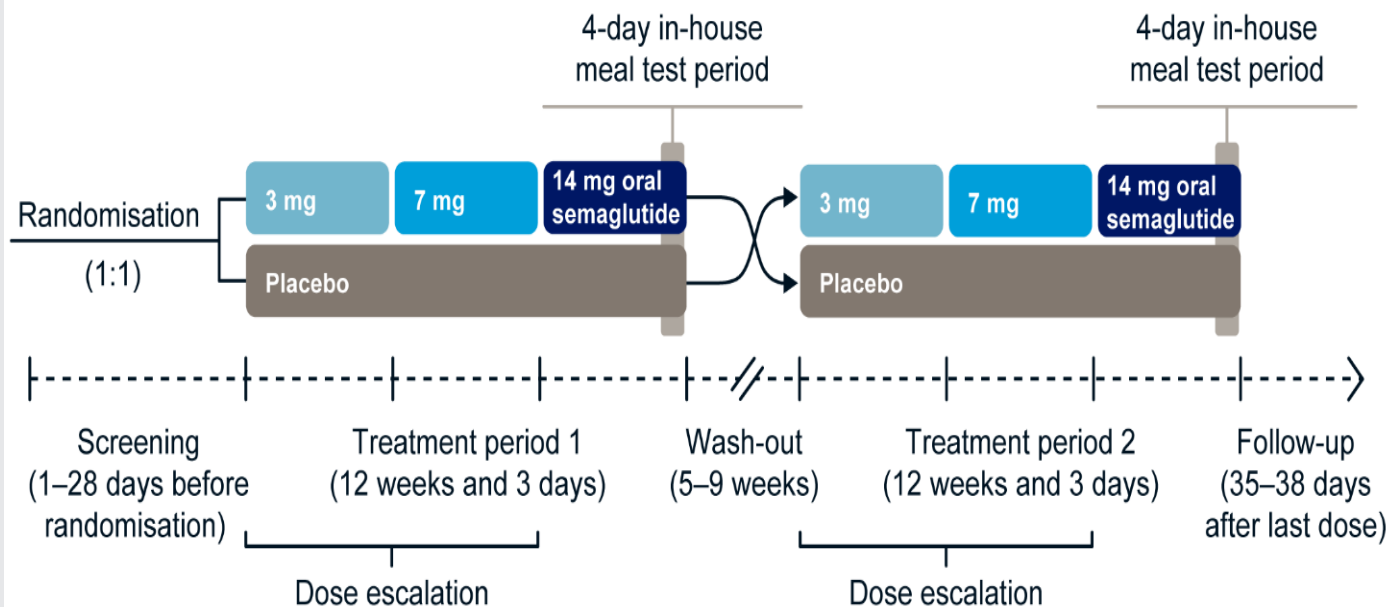 4-day in-house
meal test period
4-day in-house
meal test period
Randomisation
(1:1)
3 mg
7 mg
14 mg oral
semaglutide
Placebo
3 mg
7 mg
14 mg oral
semaglutide
Placebo
Screening
(1–28 days before
randomisation)
Treatment period 1
(12 weeks and 3 days)
Wash-out
(5–9 weeks)
Treatment period 2
(12 weeks and 3 days)
Follow-up
(35–38 days
after last dose)
Dose escalation
Dose escalation